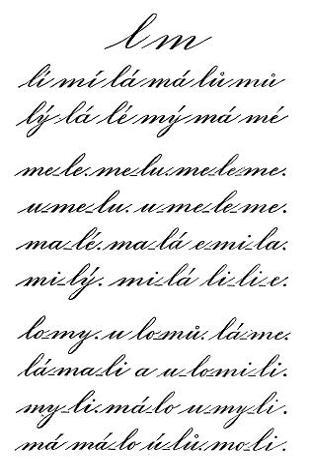 l m
lí mí lá má lů mů
lý lá lé mý má mé
me-le. me-lu. me-le-me.
u-me-lu. u-me-le-me.
ma-lé. ma-lá e-mi-la.
mi-lý. mi-lá li-li-e.
lo-my. u lo-mů. lá-me.
lá-ma-li a u-lo-mi-li.
my-li. má-lo u-my-li.
má má-lo ú-lů. mo-li.